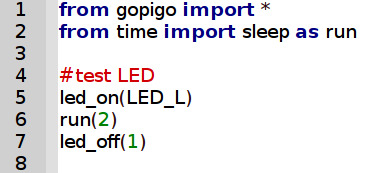 1 from gopigo import *
2 from time import sleep as run
3
4 #test LED
5 led_on(LED_L)
6 run(2)
7 led_off(1)
8